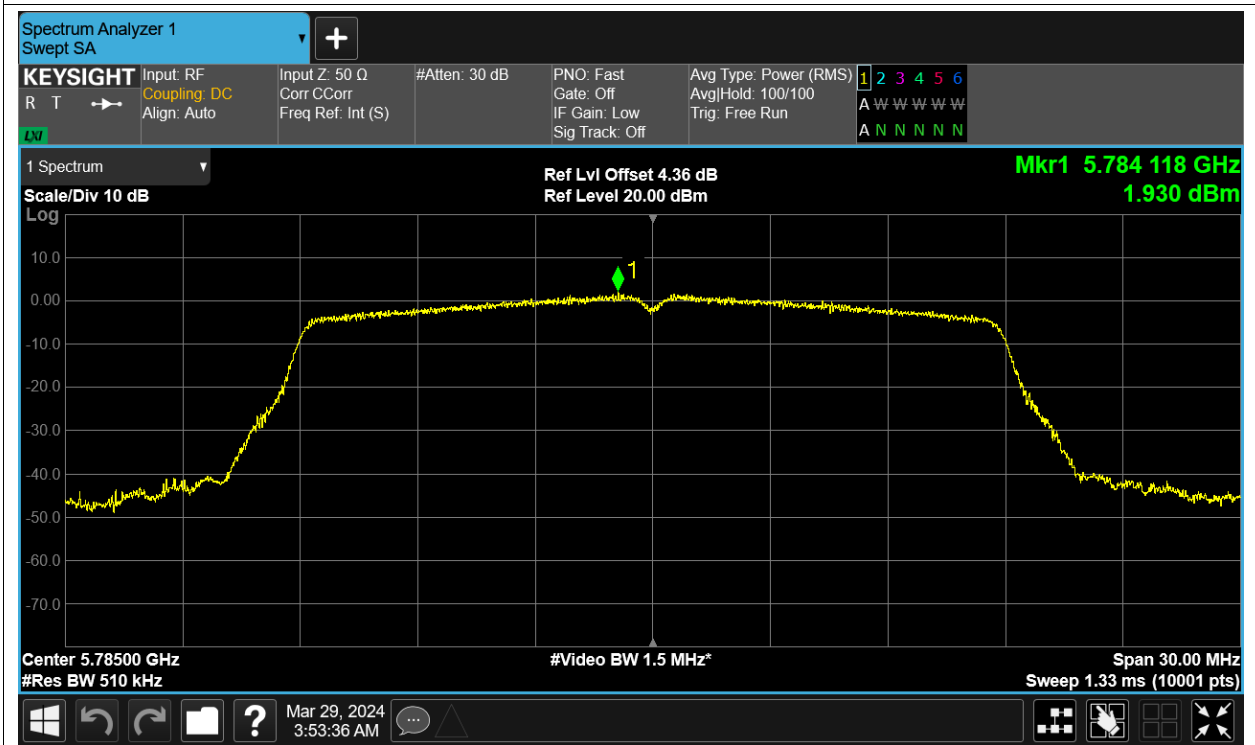 Spectrum Analyzer 1
Swept SA
KEYSIGHT
R T
LXI
Input: RF
Coupling: DC
Align: Auto
Input Z: 50 Ω
Corr CCorr
Freq Ref: Int (S)
#Atten: 30 dB
PNO: Fast
Gate: Off
IF Gain: Low
Sig Track: Off
Avg Type: Power (RMS)
Avg|Hold: 100/100
Trig: Free Run
1 2 3 4 5 6
A W W W W W
A N N N N N
1 Spectrum
Scale/Div 10 dB
Ref Lvl Offset 4.36 dB
Ref Level 20.00 dBm
Mkr1 5.784 118 GHz
1.930 dBm
Log
10.0
0.00
-10.0
-20.0
-30.0
-40.0
-50.0
-60.0
-70.0
1
Center 5.78500 GHz
#Res BW 510 kHz
#Video BW 1.5 MHz*
Span 30.00 MHz
Sweep 1.33 ms (10001 pts)
?
Mar 29, 2024
3:53:36 AM